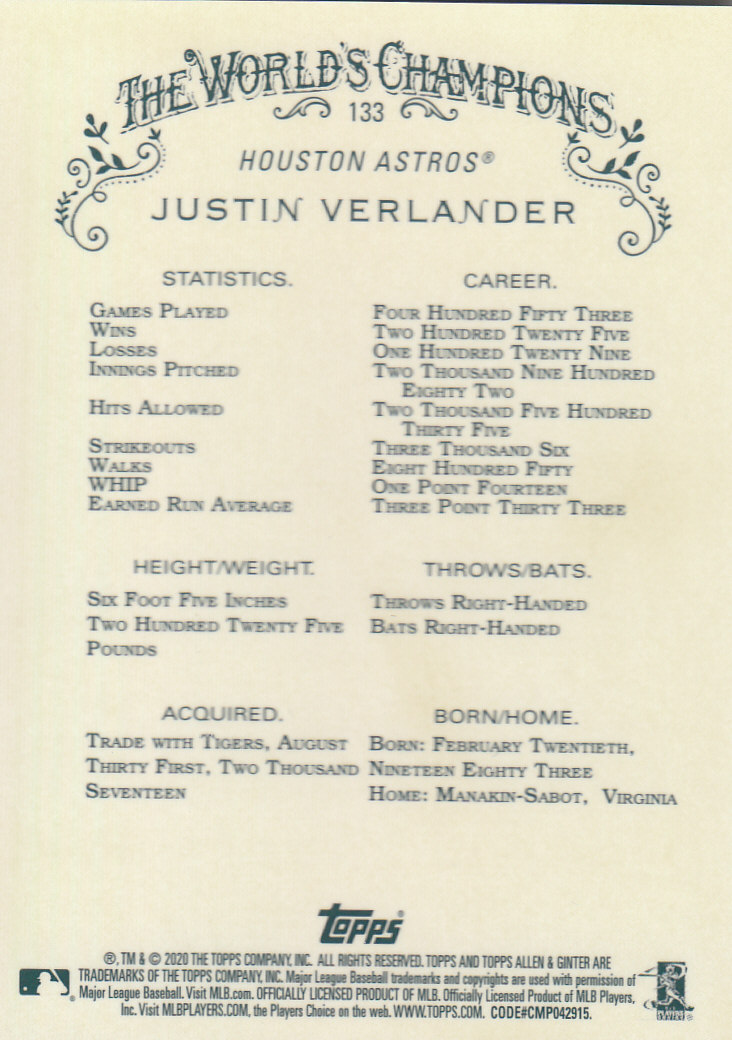 THE WORLD'S CHAMPIONS
133
HOUSTON ASTROS®
JUSTIN VERLANDER
STATISTICS. CAREER.
GAMES PLAYED FOUR HUNDRED FIFTY THREE
WINS TWO HUNDRED TWENTY FIVE
LOSSES ONE HUNDRED TWENTY NINE
INNINGS PITCHED TWO THOUSAND NINE HUNDRED
EIGHTY TWO
HITS ALLOWED TWO THOUSAND FIVE HUNDRED
THIRTY FIVE
STRIKEOUTS THREE THOUSAND SIX
WALKS EIGHT HUNDRED FIFTY
WHIP ONE POINT FOURTEEN
EARNED RUN AVERAGE THREE POINT THIRTY THREE
HEIGHT/WEIGHT. THROWS/BATS.
SIX FOOT FIVE INCHES THROWS RIGHT-HANDED
TWO HUNDRED TWENTY FIVE BATS RIGHT-HANDED
POUNDS
ACQUIRED. BORN/HOME.
TRADE WITH TIGERS, AUGUST BORN: FEBRUARY TWENTIETH,
THIRTY FIRST, TWO THOUSAND NINETEEN EIGHTY THREE
SEVENTEEN HOME: MANAKIN-SABOT, VIRGINIA
Topps®
®, TM & © 2020 THE TOPPS COMPANY, INC. ALL RIGHTS RESERVED. TOPPS AND TOPPS ALLEN & GINTER ARE
TRADEMARKS OF THE TOPPS COMPANY, INC. Major League Baseball trademarks and copyrights are used with permission of
Major League Baseball. Visit MLB.com. OFFICIALLY LICENSED PRODUCT OF MLB. Officially Licensed Product of MLB Players,
Inc. Visit MLBPLAYERS.COM, the Players Choice on the web. WWW.TOPPS.COM. CODE#CMP042915.